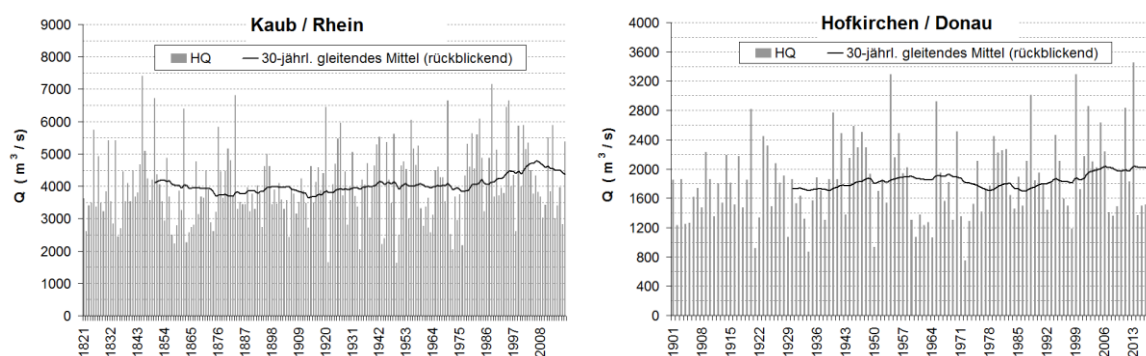 Kaub / Rhein
HQ 30-jährl. gleitendes Mittel (rückblickend)
Q ( m³ / s)
9000
8000
7000
6000
5000
4000
3000
2000
1000
0
1821 1832 1843 1854 1865 1876 1887 1898 1909 1920 1931 1942 1953 1964 1975 1986 1997 2008
Hofkirchen / Donau
HQ 30-jährl. gleitendes Mittel (rückblickend)
Q ( m³ / s)
4000
3600
3200
2800
2400
2000
1600
1200
800
400
0
1901 1908 1915 1922 1929 1936 1943 1950 1957 1964 1971 1978 1985 1992 1999 2006 2013